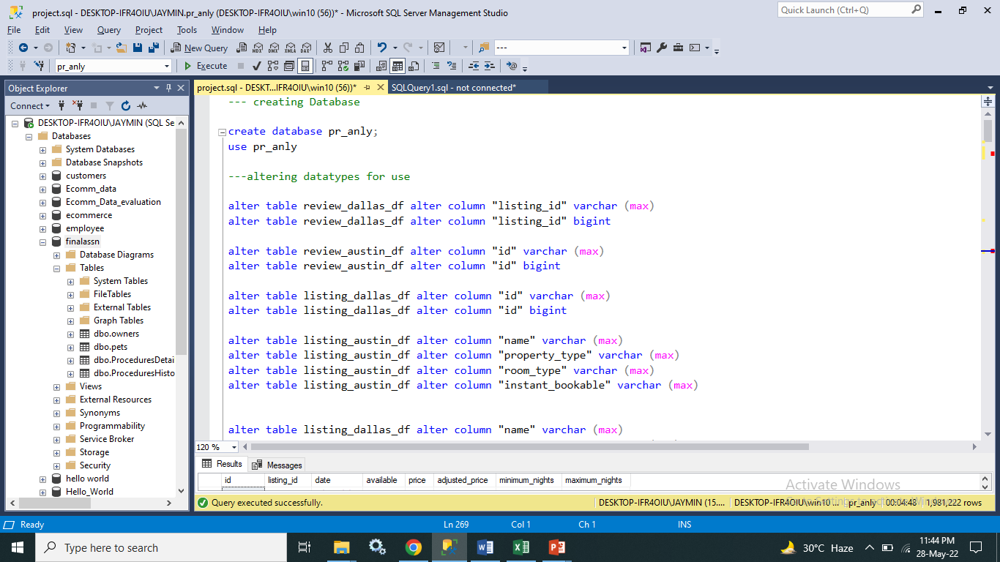 project.sql - DESKTOP-IFR4OIU\JAYMIN.pr_anly (DESKTOP-IFR4OIU\win10 (56))* - Microsoft SQL Server Management Studio
Quick Launch (Ctrl+Q)
File Edit View Query Project Tools Window Help
New Query MDX DMX XMLA DAX ---
pr_anly Execute
Object Explorer
project.sql - DESKT...IFR4OIU\win10 (56))* SQLQuery1.sql - not connected*
Connect
DESKTOP-IFR4OIU\JAYMIN (SQL Se
Databases
System Databases
Database Snapshots
customers
Ecomm_data
Ecomm_Data_evaluation
ecommerce
employee
finalassn
Database Diagrams
Tables
System Tables
FileTables
External Tables
Graph Tables
dbo.owners
dbo.pets
dbo.ProceduresDetai
dbo.ProceduresHisto
Views
External Resources
Synonyms
Programmability
Service Broker
Storage
Security
hello world
Hello_World
--- creating Database
create database pr_anly;
use pr_anly
---altering datatypes for use
alter table review_dallas_df alter column "listing_id" varchar (max)
alter table review_dallas_df alter column "listing_id" bigint
alter table review_austin_df alter column "id" varchar (max)
alter table review_austin_df alter column "id" bigint
alter table listing_dallas_df alter column "id" varchar (max)
alter table listing_dallas_df alter column "id" bigint
alter table listing_austin_df alter column "name" varchar (max)
alter table listing_austin_df alter column "property_type" varchar (max)
alter table listing_austin_df alter column "room_type" varchar (max)
alter table listing_austin_df alter column "instant_bookable" varchar (max)
alter table listing_dallas_df alter column "name" varchar (max)
120 %
Results Messages
id listing_id date available price adjusted_price minimum_nights maximum_nights
Activate Windows
Go to Settings to activate Windows.
Query executed successfully. DESKTOP-IFR4OIU\JAYMIN (15.... DESKTOP-IFR4OIU\win10 ... pr_anly 00:04:48 1,981,222 rows
Ready Ln 269 Col 1 Ch 1 INS
Type here to search 30°C Haze 11:44 PM
28-May-22